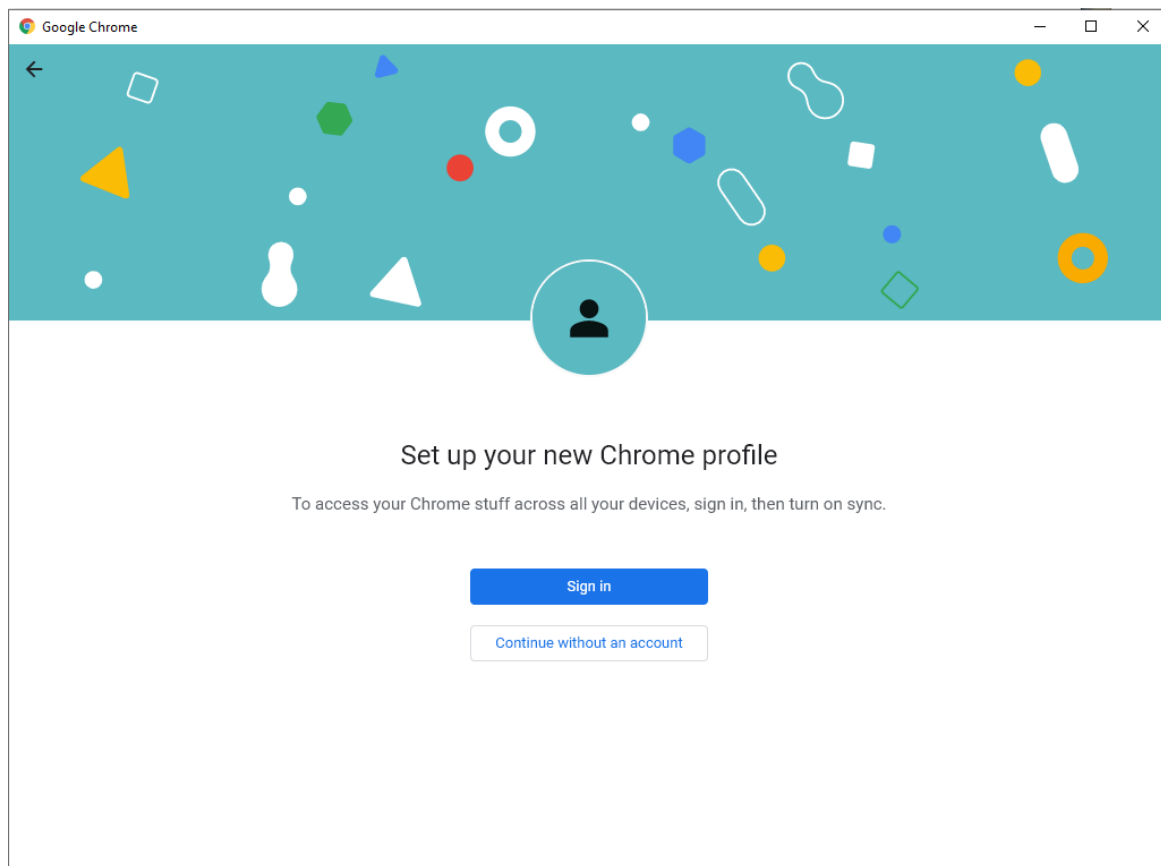 Google Chrome
Set up your new Chrome profile
To access your Chrome stuff across all your devices, sign in, then turn on sync.
Sign in
Continue without an account